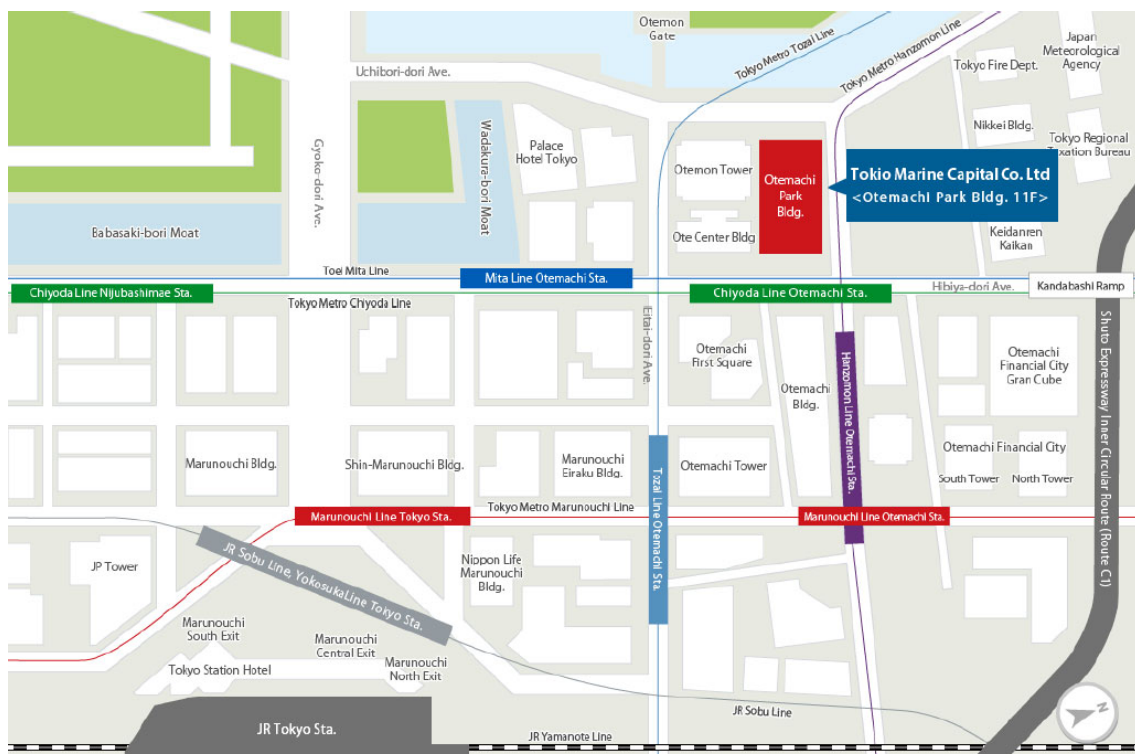 Otemon
Gate
Japan
Meteorological
Agency
Tokyo Metro Tozal Line
Tokyo Metro Hanzomon Line
Tokyo Fire Dept.
Uchibori-dori Ave.
Nikkei Bldg.
Tokyo Regional
Taxation Bureau
Gyoko-dori Ave.
Wadakura-bori Moat
Palace
Hotel Tokyo
Otemon Tower
Otemachi
Park
Bldg.
Tokio Marine Capital Co. Ltd
<Otemachi Park Bldg. 11F>
Babasaki-bori Moat
Ote Center Bldg
Keidanren
Kaikan
Toei Mita Line
Mita Line Otemachi Sta.
Chiyoda Line Nijubashimae Sta.
Tokyo Metro Chiyoda Line
Chiyoda Line Otemachi Sta.
Hibiya-dori Ave.
Kandabashi Ramp
Eitai-dori Ave.
Otemachi
First Square
Otemachi
Bldg.
Hanzomon Line Otemachi Sta.
Otemachi
Financial City
Gran Cube
Shuto Expressway Inner Circular Route (Route C1)
Marunouchi Bldg.
Shin-Marunouchi Bldg.
Marunouchi
Eiraku Bldg.
Otemachi Tower
Otemachi Financial City
South Tower
North Tower
Tozai Line Otemachi Sta.
Tokyo Metro Marunouchi Line
Marunouchi Line Tokyo Sta.
Marunouchi Line Otemachi Sta.
JR Sobu Line, YokosukaLine Tokyo Sta.
JP Tower
Nippon Life
Marunouchi
Bldg.
Marunouchi
South Exit
Marunouchi
Central Exit
Marunouchi
North Exit
Tokyo Station Hotel
JR Sobu Line
JR Tokyo Sta.
JR Yamanote Line
N